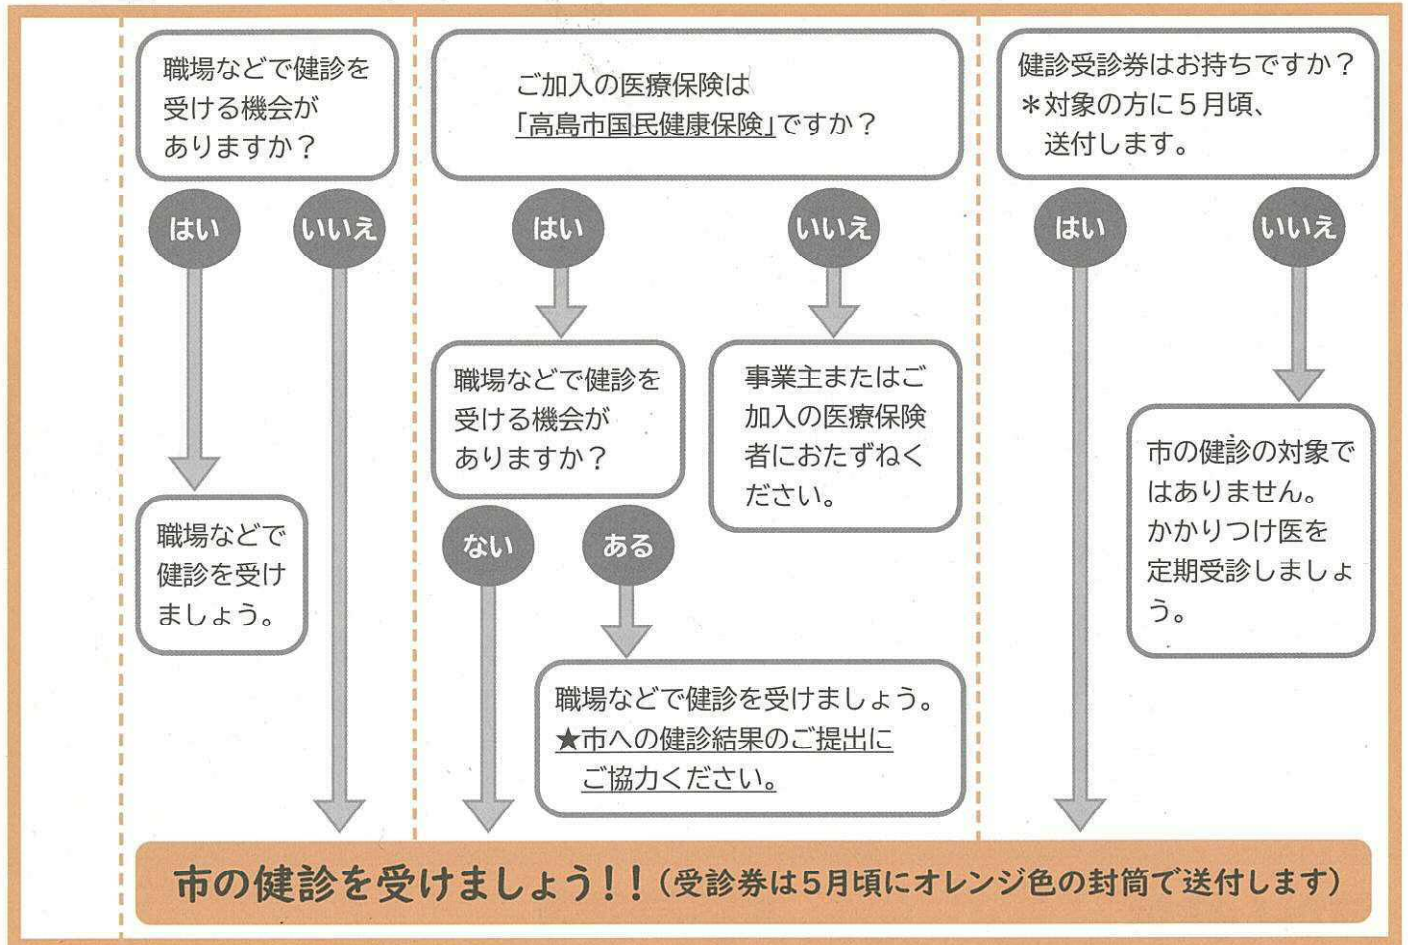 職場などで健診を
受ける機会が
ありますか？
はい
いいえ
職場などで
健診を受け
ましょう。
ご加入の医療保険は
「高島市国民健康保険」ですか？
はい
いいえ
職場などで健診を
受ける機会が
ありますか？
事業主またはご
加入の医療保険
者におたずねく
ださい。
ない
ある
職場などで健診を受けましょう。
★市への健診結果のご提出に
ご協力ください。
健診受診券はお持ちですか？
＊対象の方に５月頃、
送付します。
はい
いいえ
市の健診の対象で
はありません。
かかりつけ医を
定期受診しましょ
う。
市の健診を受けましょう！！（受診券は５月頃にオレンジ色の封筒で送付します）